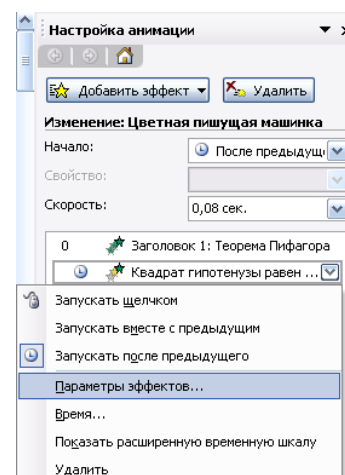 Настройка анимации
Добавить эффект
Удалить
Изменение: Цветная пишущая машинка
Начало:
После предыдущ
Свойство:
Скорость:
0,08 сек.
0 Заголовок 1: Теорема Пифагора
Квадрат гипотенузы равен ...
Запускать щелчком
Запускать вместе с предыдущим
Запускать после предыдущего
Параметры эффектов...
Время...
Показать расширенную временную шкалу
Удалить